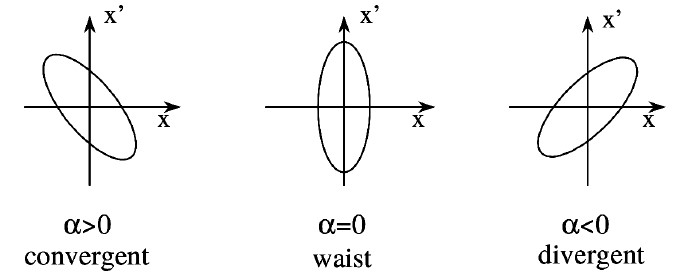 x’ x’ x’
x x x
α>0 α=0 α<0
convergent waist divergent